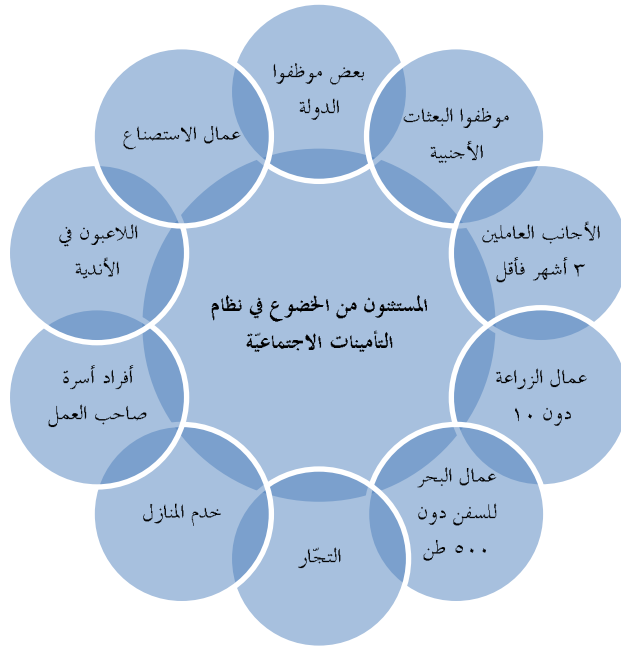 المستثنون من الخضوع في نظام
التأمينات الاجتماعيّة
بعض موظفوا
الدولة
موظفوا البعثات
الأجنبية
الأجانب العاملين
٣ أشهر فأقل
عمال الزراعة
دون ١٠
عمال البحر
للسفن دون
٥٠٠ طن
التجّار
خدم المنازل
أفراد أسرة
صاحب العمل
اللاعبون في
الأندية
عمال الاستصناع